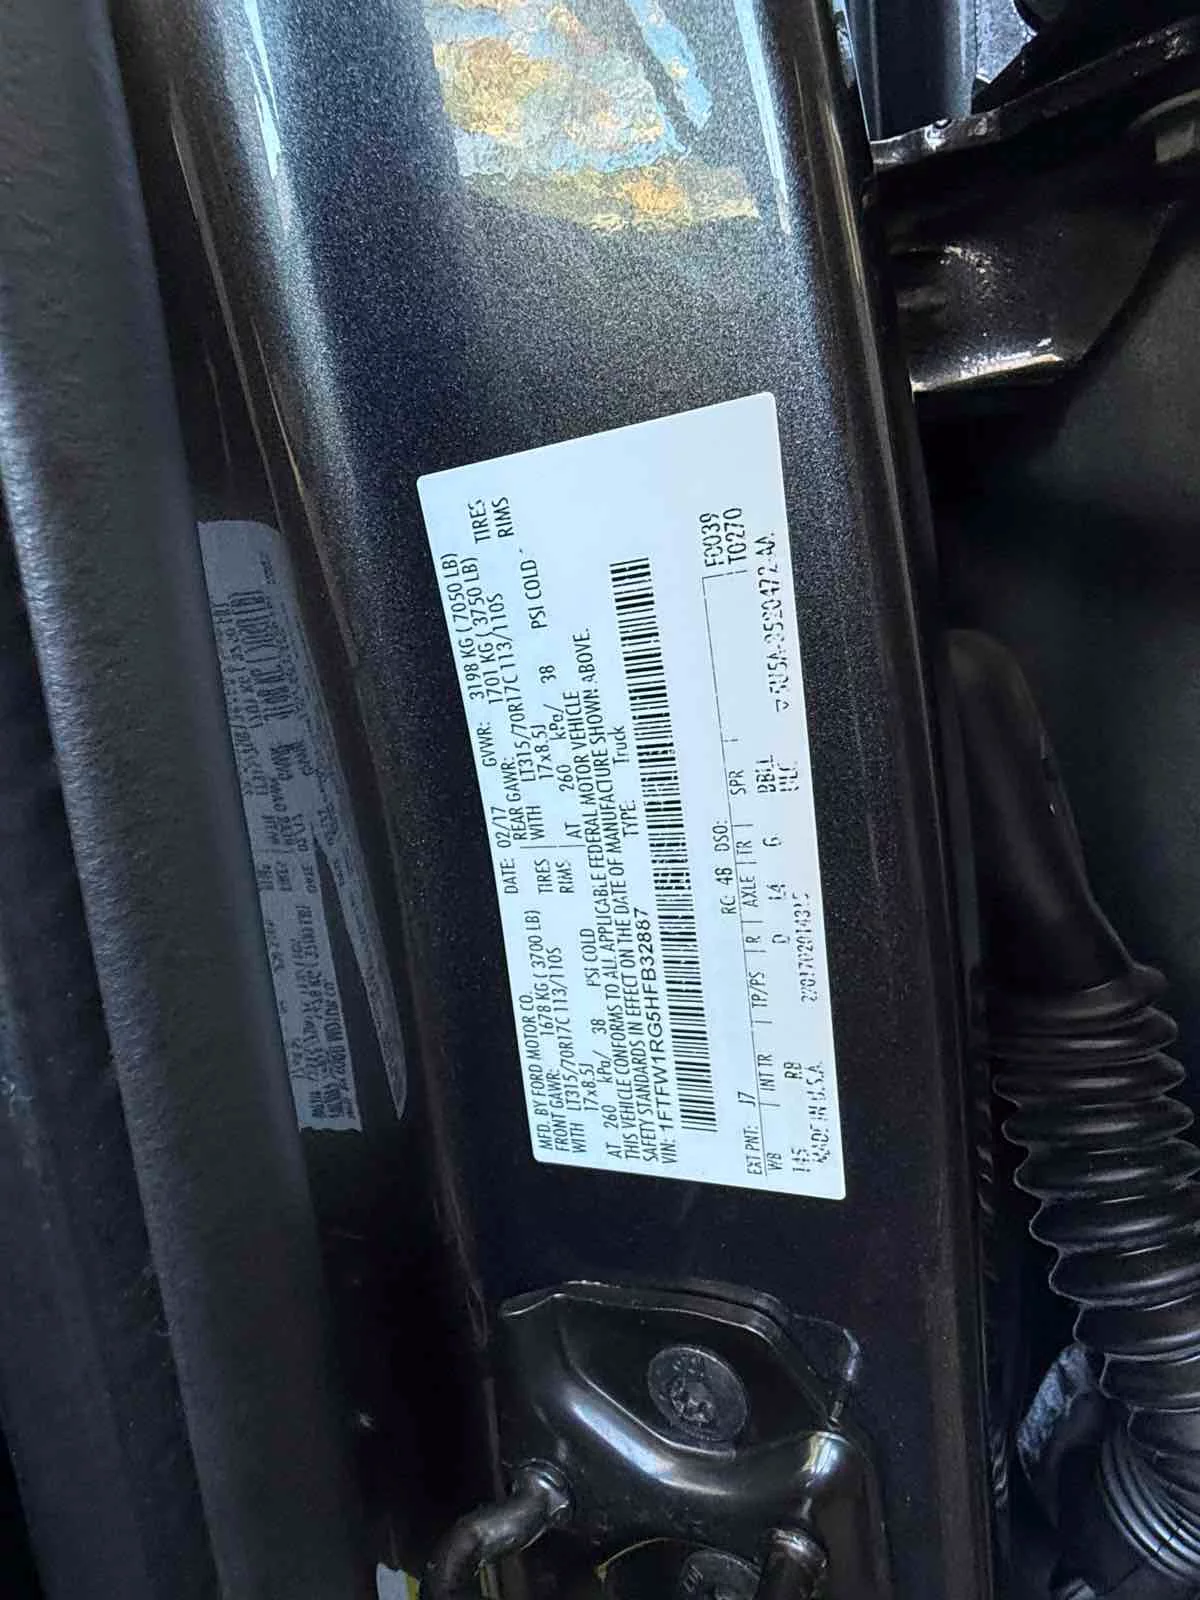 MFD. BY FORD MOTOR CO.
DATE: 02/17 GVWR: 3198 KG ( 7050 LB)
FRONT GAWR: 1678 KG ( 3700 LB) REAR GAWR: 1701 KG ( 3750 LB)
WITH LT315/70R17C 113/110S TIRES WITH LT315/70R17C 113/110S TIRES
17x8.5J RIMS 17x8.5J RIMS
AT 260 kPa/ 38 PSI COLD AT 260 kPa/ 38 PSI COLD
THIS VEHICLE CONFORMS TO ALL APPLICABLE FEDERAL MOTOR VEHICLE
SAFETY STANDARDS IN EFFECT ON THE DATE OF MANUFACTURE SHOWN ABOVE.
VIN: 1FTFW1RG5HFB32887 TYPE: Truck
F0039
T0270
EXT PNT: J7 RC: 46 DSO:
WB INT TR TP/PS R AXLE TR SPR
145 RB D L4 G
MADE IN U.S.A.